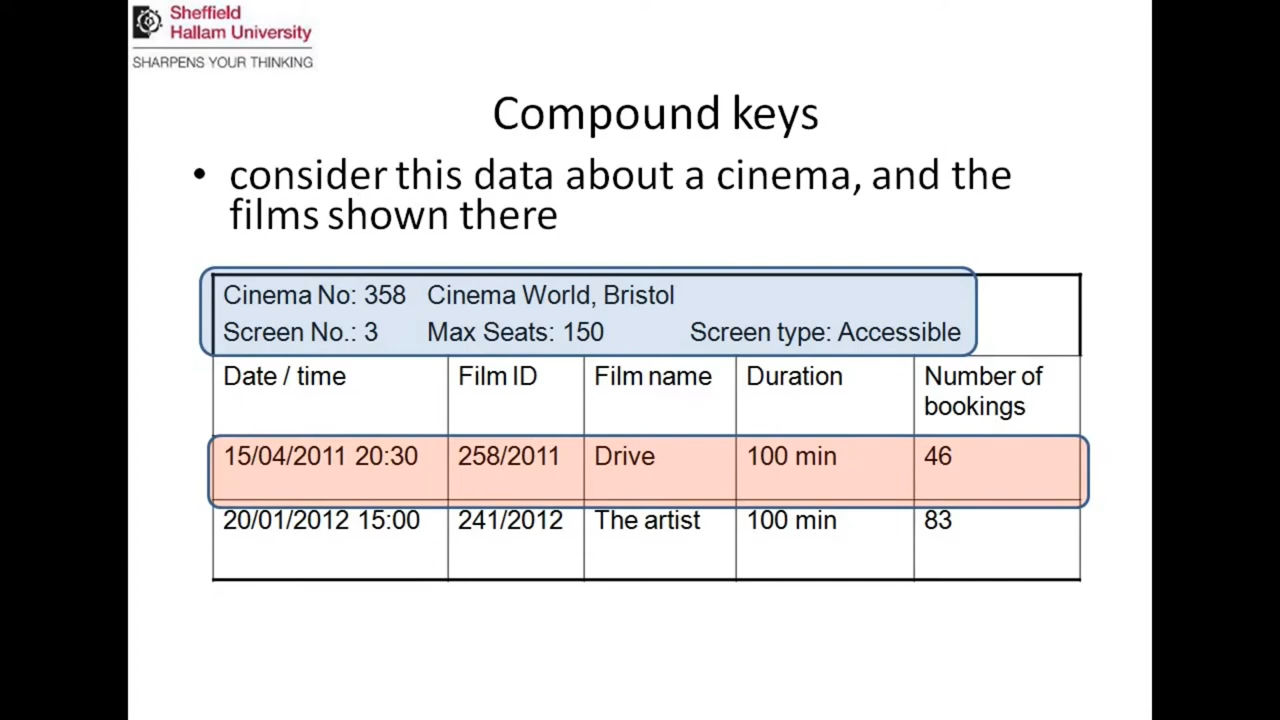 Sheffield
Hallam University
SHARPENS YOUR THINKING
Compound keys
• consider this data about a cinema, and the
films shown there
Cinema No: 358 Cinema World, Bristol
Screen No.: 3 Max Seats: 150 Screen type: Accessible
Date / time Film ID Film name Duration Number of
bookings
15/04/2011 20:30 258/2011 Drive 100 min 46
20/01/2012 15:00 241/2012 The artist 100 min 83